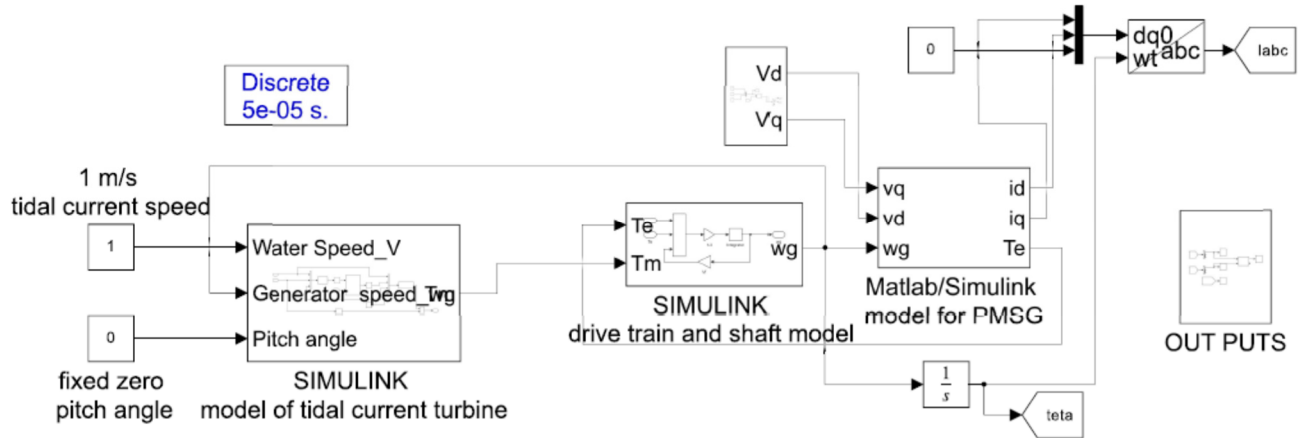 Discrete
5e-05 s.
1 m/s
tidal current speed
1
Water Speed_V
Generator speed_wg
Tm
Pitch angle
0
fixed zero
pitch angle
SIMULINK
model of tidal current turbine
Te
Tm
wg
SIMULINK
drive train and shaft model
Vd
Vq
vq
vd
wg
id
iq
Te
Matlab/Simulink
model for PMSG
0
dq0
abc
wt
Iabc
1
s
teta
OUT PUTS